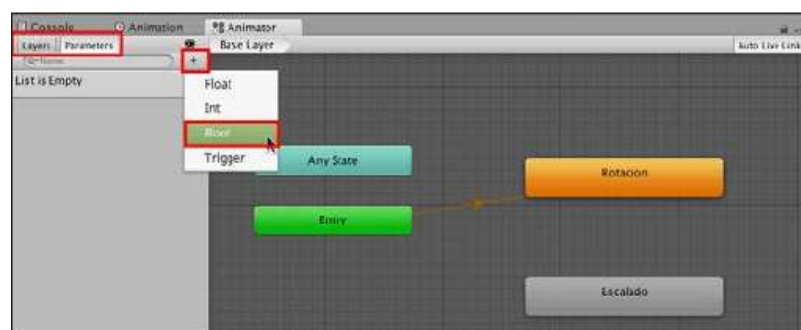 Console Animation Animator
Layers Parameters Base Layer Auto Live Link
Name +
List is Empty
Float
Int
Bool
Trigger
Any State
Rotacion
Entry
Escalado